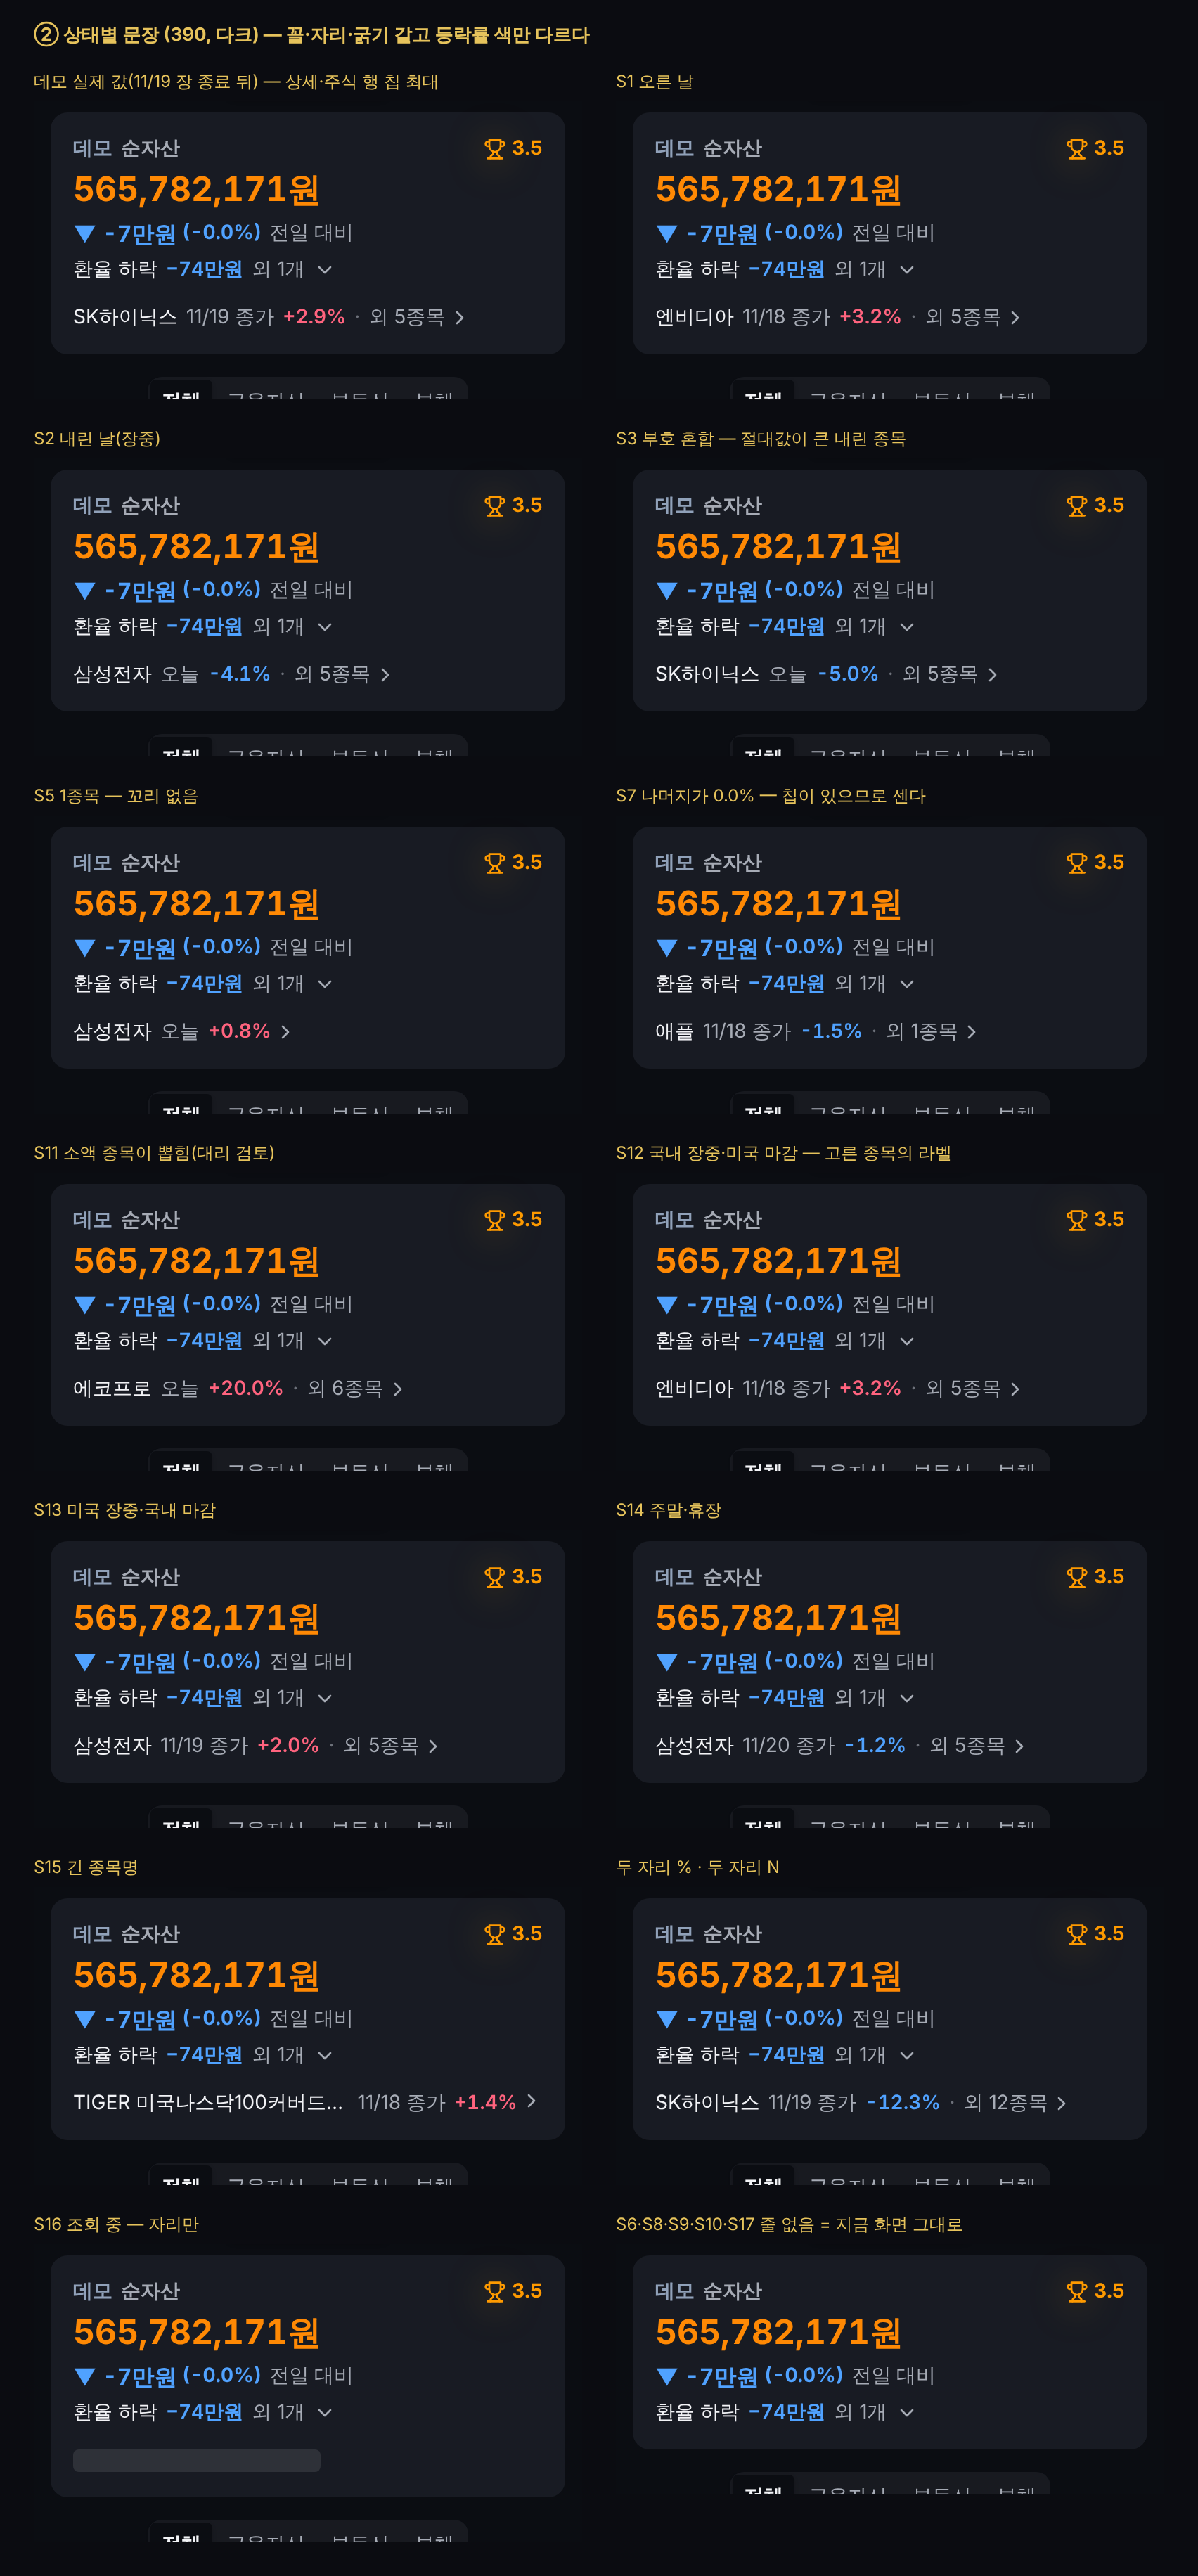 ② 상태별 문장 (390, 다크) — 꼴·자리·굵기 같고 등락률 색만 다르다
데모 실제 값(11/19 장 종료 뒤) — 상세·주식 행 칩 최대
데모 순자산 3.5
565,782,171원
▼ -7만원 (-0.0%) 전일 대비
환율 하락 −74만원 외 1개
SK하이닉스 11/19 종가 +2.9% · 외 5종목
S1 오른 날
데모 순자산 3.5
565,782,171원
▼ -7만원 (-0.0%) 전일 대비
환율 하락 −74만원 외 1개
엔비디아 11/18 종가 +3.2% · 외 5종목
S2 내린 날(장중)
데모 순자산 3.5
565,782,171원
▼ -7만원 (-0.0%) 전일 대비
환율 하락 −74만원 외 1개
삼성전자 오늘 -4.1% · 외 5종목
S3 부호 혼합 — 절대값이 큰 내린 종목
데모 순자산 3.5
565,782,171원
▼ -7만원 (-0.0%) 전일 대비
환율 하락 −74만원 외 1개
SK하이닉스 오늘 -5.0% · 외 5종목
S5 1종목 — 꼬리 없음
데모 순자산 3.5
565,782,171원
▼ -7만원 (-0.0%) 전일 대비
환율 하락 −74만원 외 1개
삼성전자 오늘 +0.8%
S7 나머지가 0.0% — 칩이 있으므로 센다
데모 순자산 3.5
565,782,171원
▼ -7만원 (-0.0%) 전일 대비
환율 하락 −74만원 외 1개
애플 11/18 종가 -1.5% · 외 1종목
S11 소액 종목이 뽑힘(대리 검토)
데모 순자산 3.5
565,782,171원
▼ -7만원 (-0.0%) 전일 대비
환율 하락 −74만원 외 1개
에코프로 오늘 +20.0% · 외 6종목
S12 국내 장중·미국 마감 — 고른 종목의 라벨
데모 순자산 3.5
565,782,171원
▼ -7만원 (-0.0%) 전일 대비
환율 하락 −74만원 외 1개
엔비디아 11/18 종가 +3.2% · 외 5종목
S13 미국 장중·국내 마감
데모 순자산 3.5
565,782,171원
▼ -7만원 (-0.0%) 전일 대비
환율 하락 −74만원 외 1개
삼성전자 11/19 종가 +2.0% · 외 5종목
S14 주말·휴장
데모 순자산 3.5
565,782,171원
▼ -7만원 (-0.0%) 전일 대비
환율 하락 −74만원 외 1개
삼성전자 11/20 종가 -1.2% · 외 5종목
S15 긴 종목명
데모 순자산 3.5
565,782,171원
▼ -7만원 (-0.0%) 전일 대비
환율 하락 −74만원 외 1개
TIGER 미국나스닥100커버드... 11/18 종가 +1.4%
두 자리 % · 두 자리 N
데모 순자산 3.5
565,782,171원
▼ -7만원 (-0.0%) 전일 대비
환율 하락 −74만원 외 1개
SK하이닉스 11/19 종가 -12.3% · 외 12종목
S16 조회 중 — 자리만
데모 순자산 3.5
565,782,171원
▼ -7만원 (-0.0%) 전일 대비
환율 하락 −74만원 외 1개
S6·S8·S9·S10·S17 줄 없음 = 지금 화면 그대로
데모 순자산 3.5
565,782,171원
▼ -7만원 (-0.0%) 전일 대비
환율 하락 −74만원 외 1개